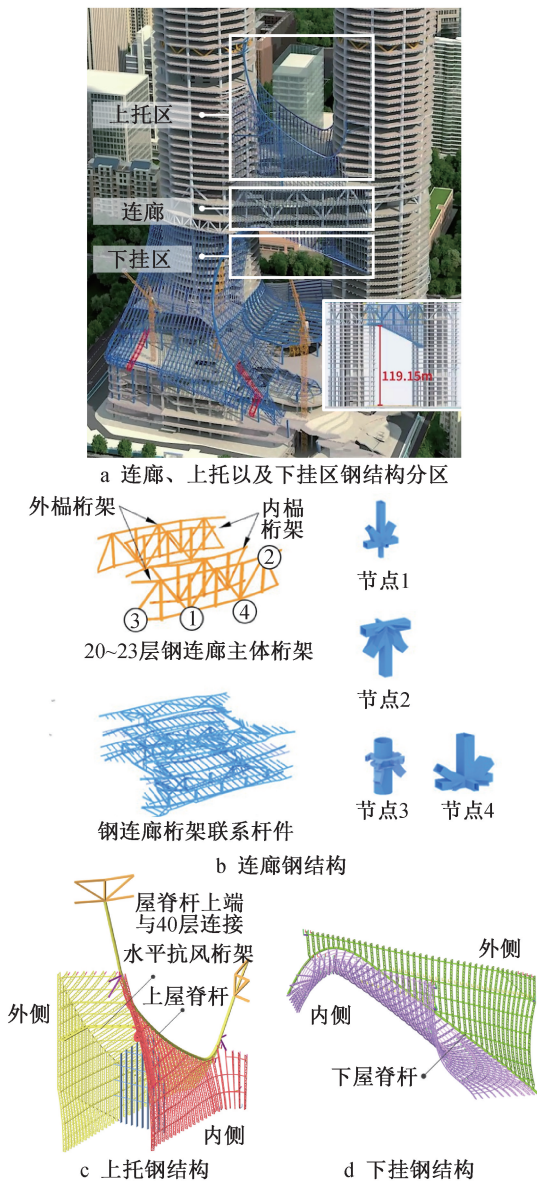 上托区
连廊
下挂区
119.15m
a 连廊、上托以及下挂区钢结构分区
外榀桁架
内榀
桁架
②
③
①
④
20~23层钢连廊主体桁架
节点1
节点2
钢连廊桁架联系杆件
节点3
节点4
b 连廊钢结构
屋脊杆上端
与40层连接
水平抗风桁架
上屋脊杆
外侧
内侧
c 上托钢结构
外侧
内侧
下屋脊杆
d 下挂钢结构